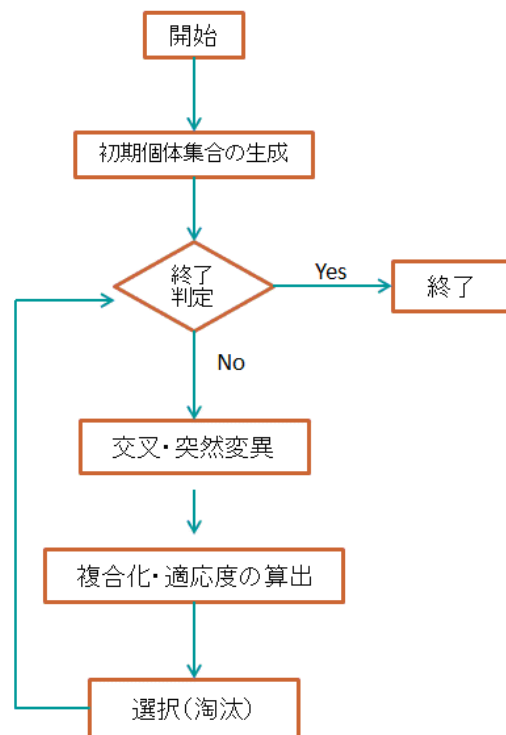 開始
初期個体集合の生成
終了
判定
Yes
終了
No
交叉・突然変異
複合化・適応度の算出
選択(淘汰)